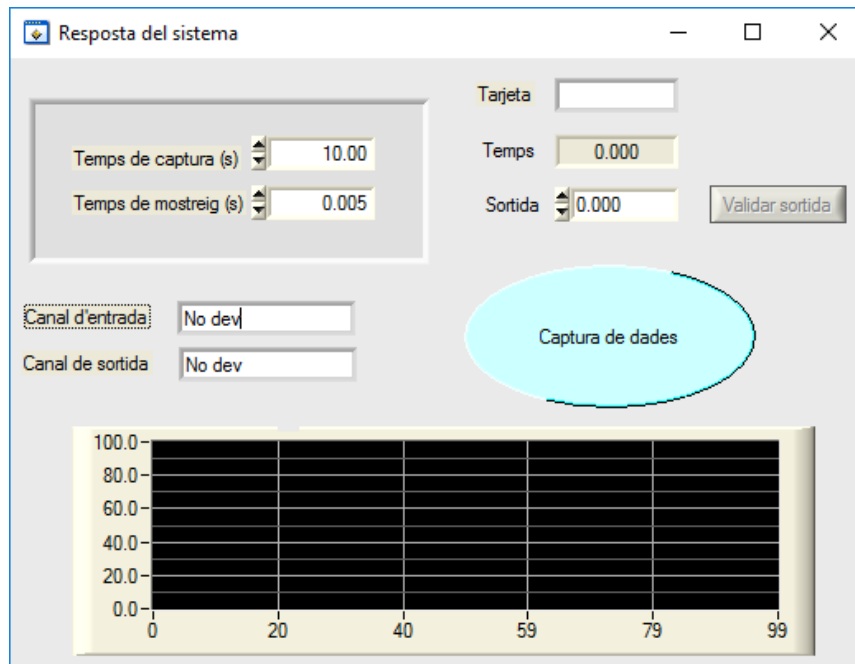 Resposta del sistema
Temps de captura (s) 10.00
Temps de mostreig (s) 0.005
Tarjeta
Temps 0.000
Sortida 0.000 Validar sortida
Canal d'entrada No dev
Canal de sortida No dev
Captura de dades
100.0
80.0
60.0
40.0
20.0
0.0
0 20 40 59 79 99